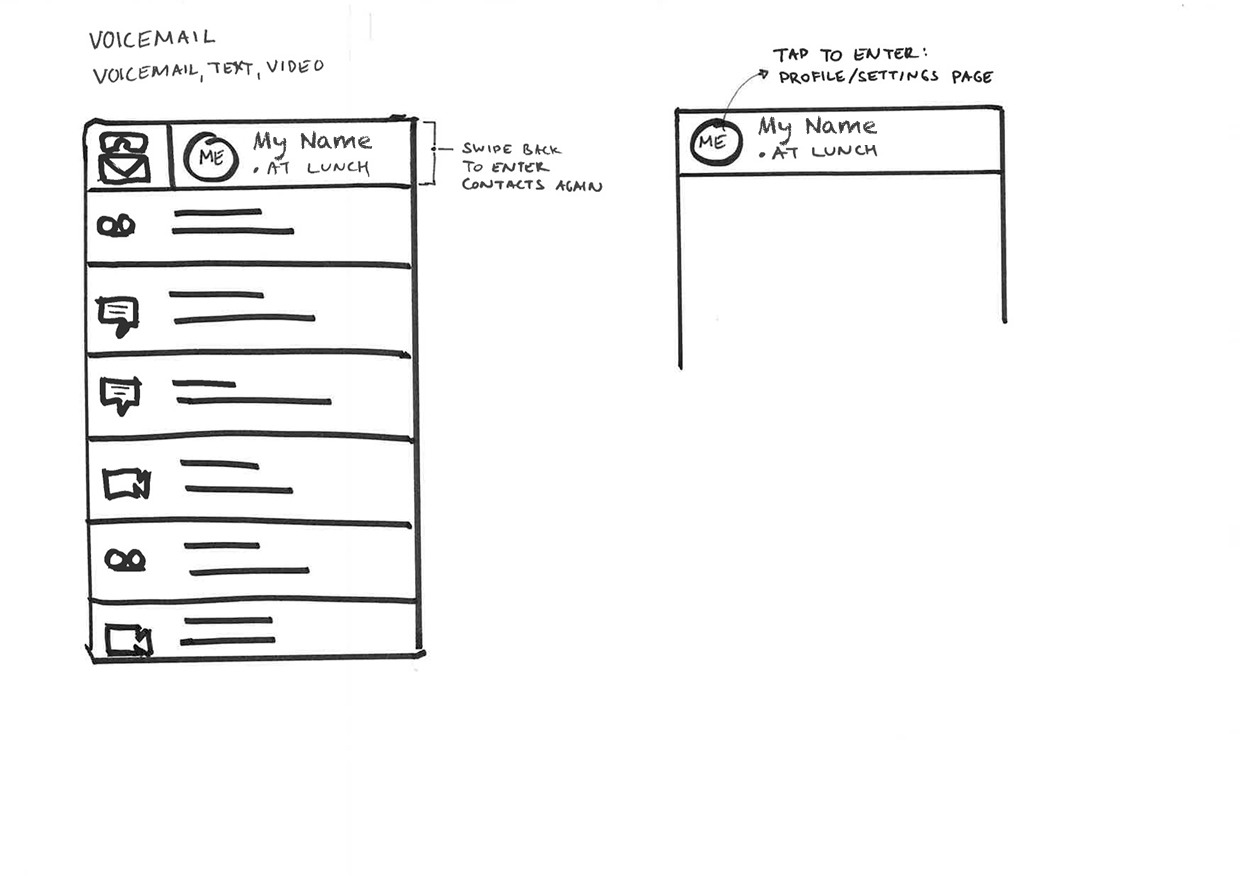 VOICEMAIL
VOICEMAIL, TEXT, VIDEO
ME
My Name
• AT LUNCH
SWIPE BACK
TO ENTER
CONTACTS AGAIN
TAP TO ENTER:
PROFILE/SETTINGS PAGE
ME
My Name
• AT LUNCH